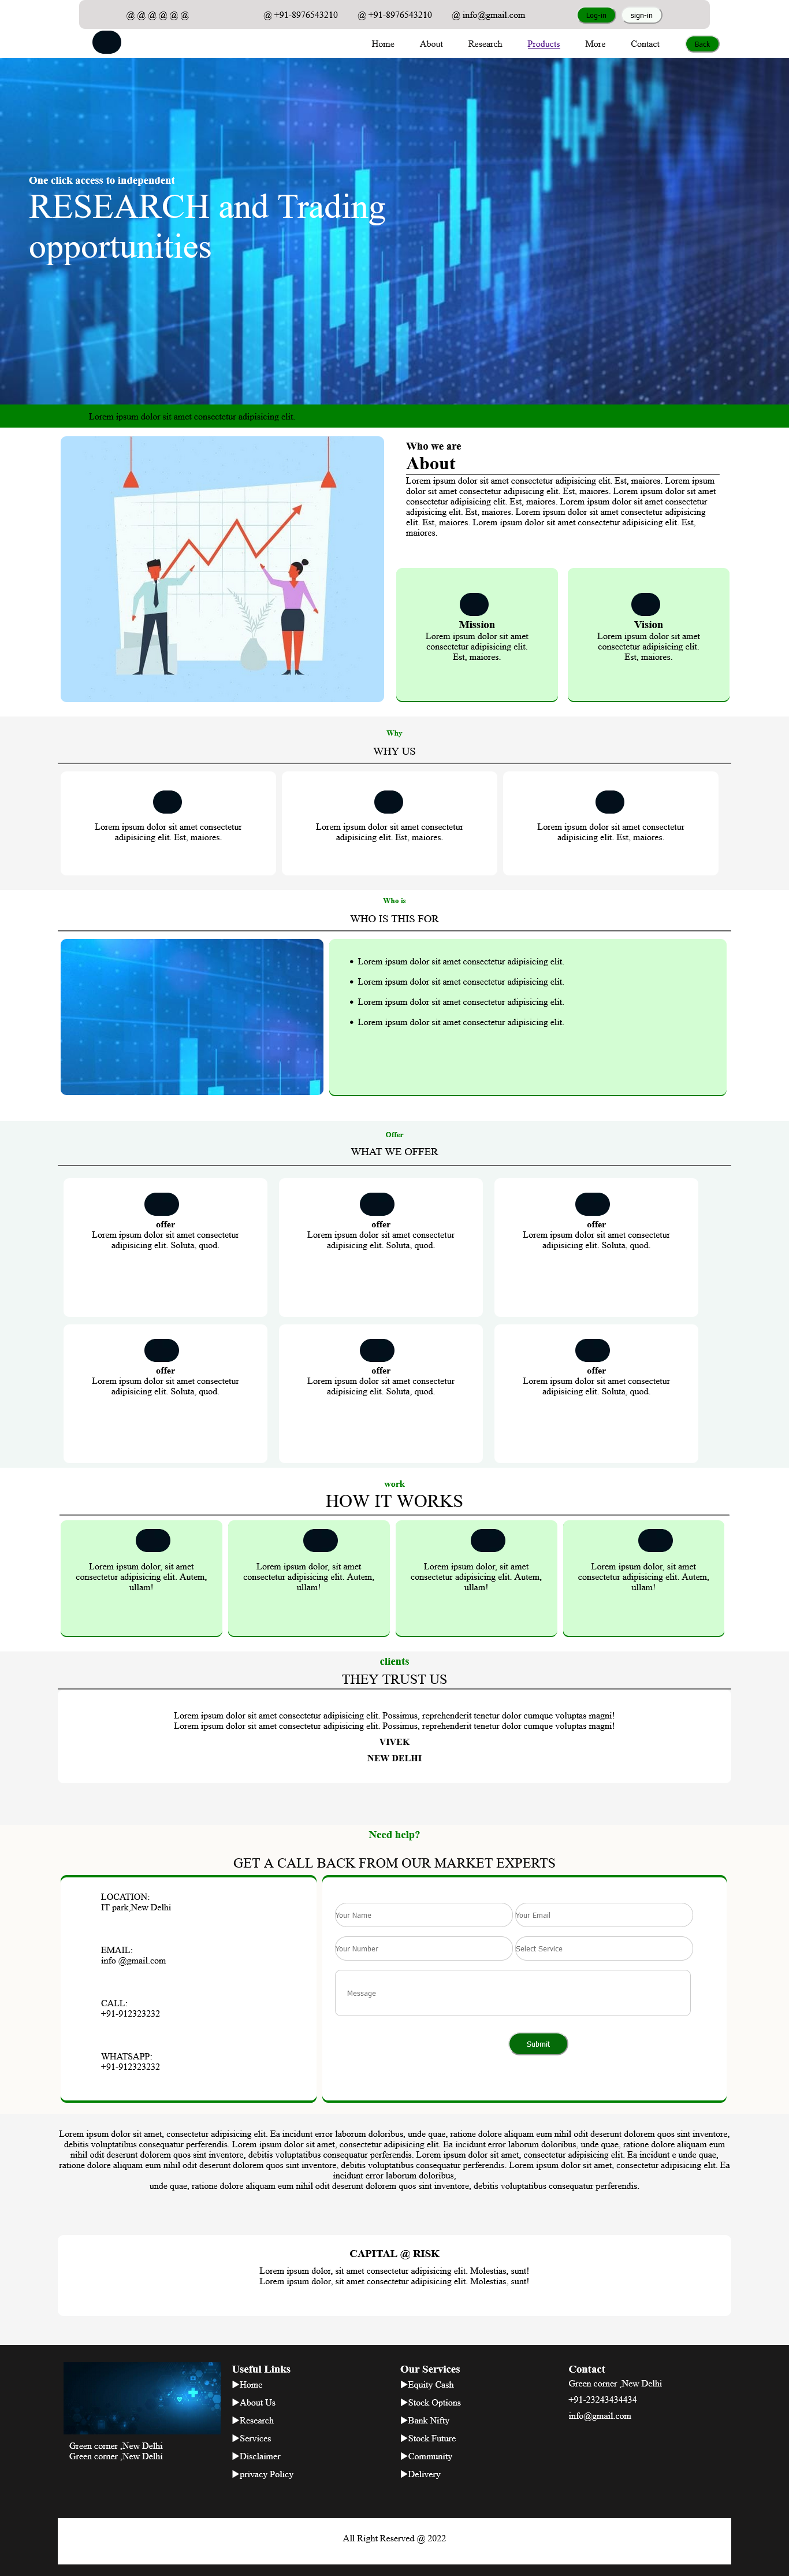 @ @ @ @ @ @ @ +91-8976543210 @ +91-8976543210 @ info@gmail.com Log-in sign-in
Home About Research Products More Contact Back
One click access to independent
RESEARCH and Trading
opportunities
Lorem ipsum dolor sit amet consectetur adipisicing elit.
Who we are
About
Lorem ipsum dolor sit amet consectetur adipisicing elit. Est, maiores. Lorem ipsum
dolor sit amet consectetur adipisicing elit. Est, maiores. Lorem ipsum dolor sit amet
consectetur adipisicing elit. Est, maiores. Lorem ipsum dolor sit amet consectetur
adipisicing elit. Est, maiores. Lorem ipsum dolor sit amet consectetur adipisicing
elit. Est, maiores. Lorem ipsum dolor sit amet consectetur adipisicing elit. Est,
maiores.
Mission
Lorem ipsum dolor sit amet
consectetur adipisicing elit.
Est, maiores.
Vision
Lorem ipsum dolor sit amet
consectetur adipisicing elit.
Est, maiores.
Why
WHY US
Lorem ipsum dolor sit amet consectetur
adipisicing elit. Est, maiores.
Lorem ipsum dolor sit amet consectetur
adipisicing elit. Est, maiores.
Lorem ipsum dolor sit amet consectetur
adipisicing elit. Est, maiores.
Who is
WHO IS THIS FOR
• Lorem ipsum dolor sit amet consectetur adipisicing elit.
• Lorem ipsum dolor sit amet consectetur adipisicing elit.
• Lorem ipsum dolor sit amet consectetur adipisicing elit.
• Lorem ipsum dolor sit amet consectetur adipisicing elit.
Offer
WHAT WE OFFER
offer
Lorem ipsum dolor sit amet consectetur
adipisicing elit. Soluta, quod.
offer
Lorem ipsum dolor sit amet consectetur
adipisicing elit. Soluta, quod.
offer
Lorem ipsum dolor sit amet consectetur
adipisicing elit. Soluta, quod.
offer
Lorem ipsum dolor sit amet consectetur
adipisicing elit. Soluta, quod.
offer
Lorem ipsum dolor sit amet consectetur
adipisicing elit. Soluta, quod.
offer
Lorem ipsum dolor sit amet consectetur
adipisicing elit. Soluta, quod.
work
HOW IT WORKS
Lorem ipsum dolor, sit amet
consectetur adipisicing elit. Autem,
ullam!
Lorem ipsum dolor, sit amet
consectetur adipisicing elit. Autem,
ullam!
Lorem ipsum dolor, sit amet
consectetur adipisicing elit. Autem,
ullam!
Lorem ipsum dolor, sit amet
consectetur adipisicing elit. Autem,
ullam!
clients
THEY TRUST US
Lorem ipsum dolor sit amet consectetur adipisicing elit. Possimus, reprehenderit tenetur dolor cumque voluptas magni!
Lorem ipsum dolor sit amet consectetur adipisicing elit. Possimus, reprehenderit tenetur dolor cumque voluptas magni!
VIVEK
NEW DELHI
Need help?
GET A CALL BACK FROM OUR MARKET EXPERTS
LOCATION:
IT park,New Delhi
EMAIL:
info @gmail.com
CALL:
+91-912323232
WHATSAPP:
+91-912323232
Your Name Your Email
Your Number Select Service
Message
Submit
Lorem ipsum dolor sit amet, consectetur adipisicing elit. Ea incidunt error laborum doloribus, unde quae, ratione dolore aliquam eum nihil odit deserunt dolorem quos sint inventore,
debitis voluptatibus consequatur perferendis. Lorem ipsum dolor sit amet, consectetur adipisicing elit. Ea incidunt error laborum doloribus, unde quae, ratione dolore aliquam eum
nihil odit deserunt dolorem quos sint inventore, debitis voluptatibus consequatur perferendis. Lorem ipsum dolor sit amet, consectetur adipisicing elit. Ea incidunt e unde quae,
ratione dolore aliquam eum nihil odit deserunt dolorem quos sint inventore, debitis voluptatibus consequatur perferendis. Lorem ipsum dolor sit amet, consectetur adipisicing elit. Ea
incidunt error laborum doloribus,
unde quae, ratione dolore aliquam eum nihil odit deserunt dolorem quos sint inventore, debitis voluptatibus consequatur perferendis.
CAPITAL @ RISK
Lorem ipsum dolor, sit amet consectetur adipisicing elit. Molestias, sunt!
Lorem ipsum dolor, sit amet consectetur adipisicing elit. Molestias, sunt!
Green corner ,New Delhi
Green corner ,New Delhi
Useful Links
▶Home
▶About Us
▶Research
▶Services
▶Disclaimer
▶privacy Policy
Our Services
▶Equity Cash
▶Stock Options
▶Bank Nifty
▶Stock Future
▶Community
▶Delivery
Contact
Green corner ,New Delhi
+91-23243434434
info@gmail.com
All Right Reserved @ 2022